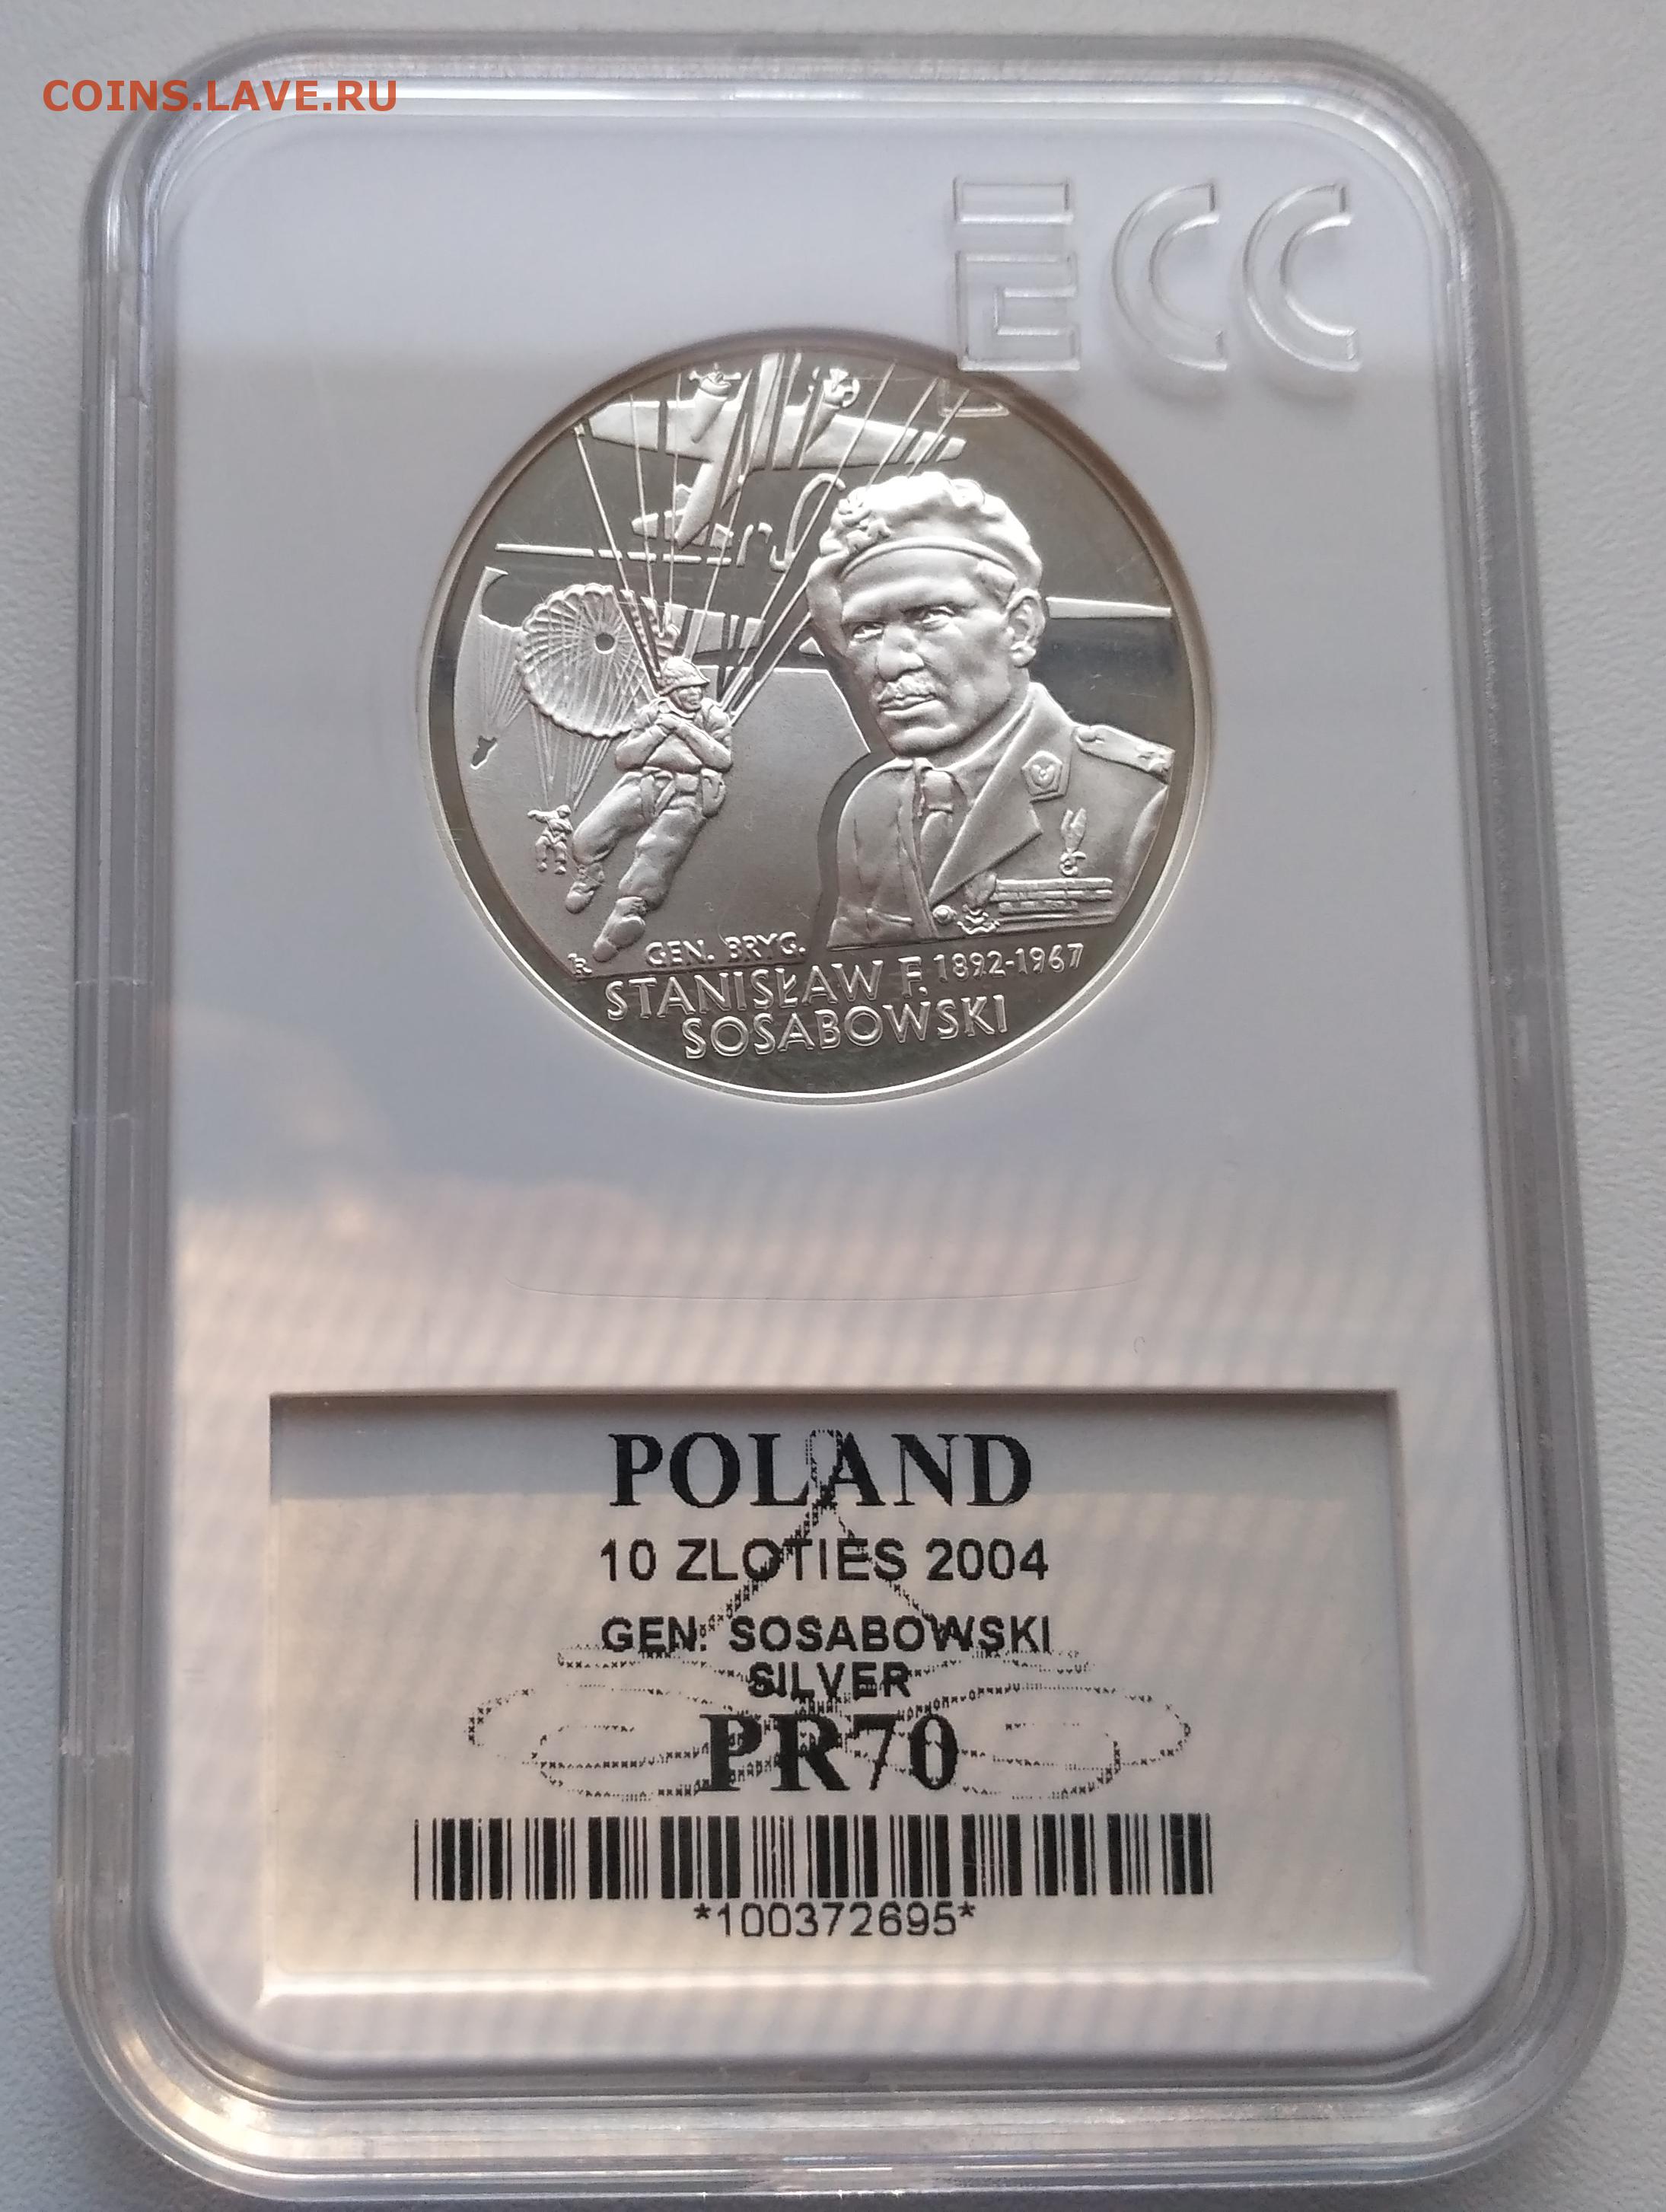 COINS.LAVE.RU
ECC
GEN. BRYG.
STANISŁAW F. 1892-1967
SOSABOWSKI
POLAND
10 ZLOTIES 2004
GEN. SOSABOWSKI
SILVER
PR70
*100372695*